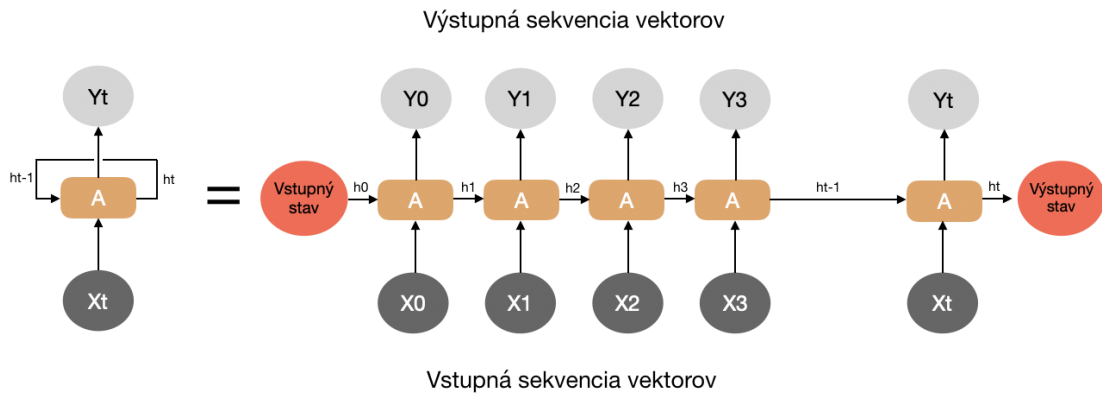 Výstupná sekvencia vektorov
Yt
Y0
Y1
Y2
Y3
Yt
ht-1
ht
A
=
Vstupný
stav
h0
A
h1
A
h2
A
h3
A
ht-1
A
ht
Výstupný
stav
Xt
X0
X1
X2
X3
Xt
Vstupná sekvencia vektorov